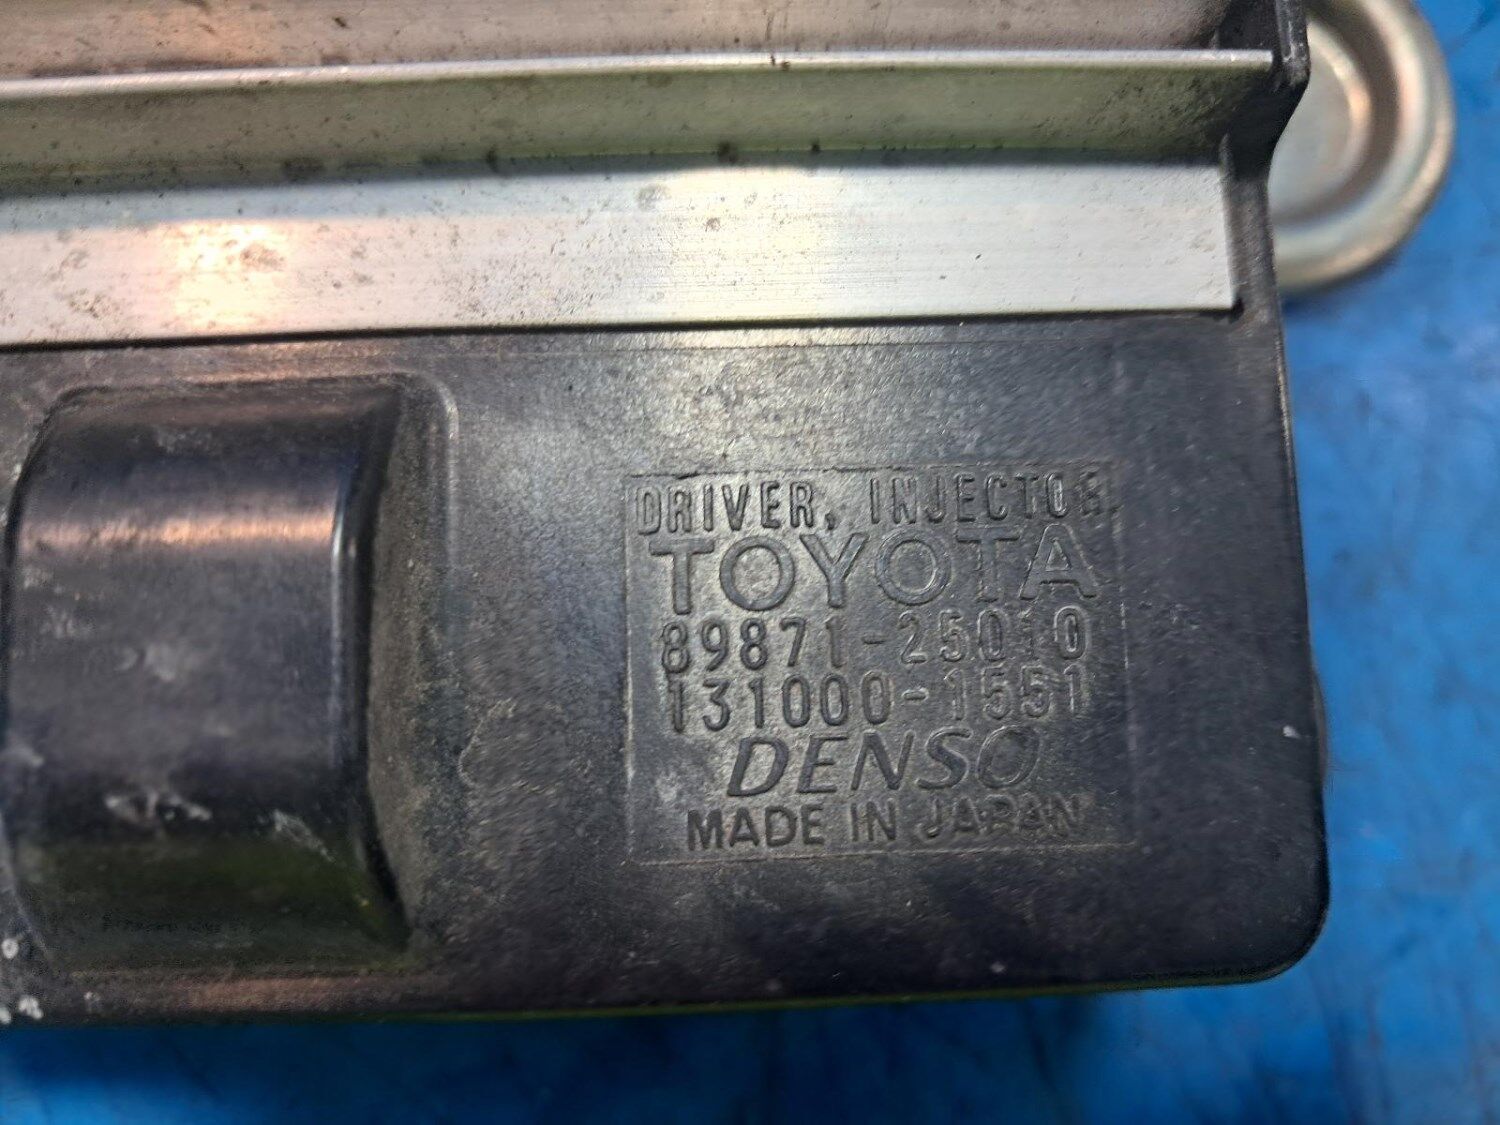 DRIVER, INJECTOR
TOYOTA
89871-25010
131000-1551
DENSO
MADE IN JAPAN